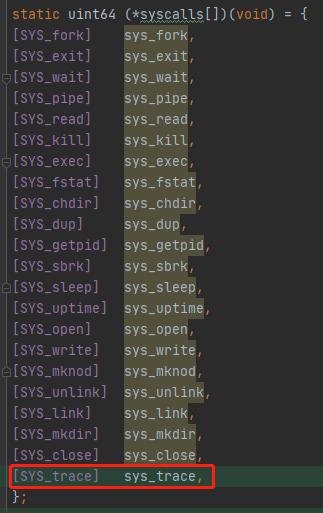 static uint64 (*syscalls[])(void) = {
[SYS_fork] sys_fork,
[SYS_exit] sys_exit,
[SYS_wait] sys_wait,
[SYS_pipe] sys_pipe,
[SYS_read] sys_read,
[SYS_kill] sys_kill,
[SYS_exec] sys_exec,
[SYS_fstat] sys_fstat,
[SYS_chdir] sys_chdir,
[SYS_dup] sys_dup,
[SYS_getpid] sys_getpid,
[SYS_sbrk] sys_sbrk,
[SYS_sleep] sys_sleep,
[SYS_uptime] sys_uptime,
[SYS_open] sys_open,
[SYS_write] sys_write,
[SYS_mknod] sys_mknod,
[SYS_unlink] sys_unlink,
[SYS_link] sys_link,
[SYS_mkdir] sys_mkdir,
[SYS_close] sys_close,
[SYS_trace] sys_trace,
};